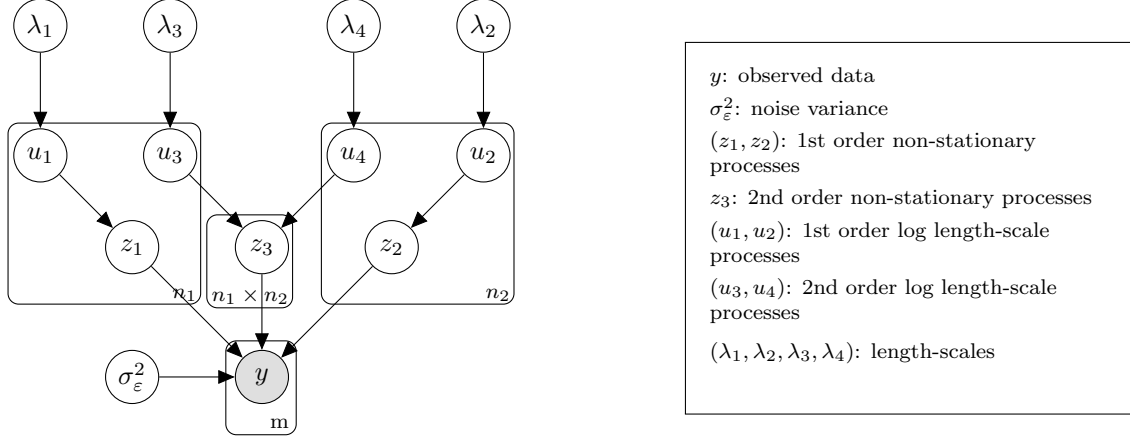 λ₁ λ₃ λ₄ λ₂
u₁ u₃ u₄ u₂
z₁ z₃ z₂
n₁ n₁ × n₂ n₂
σ²_ε y
m
y: observed data
σ²_ε: noise variance
(z₁, z₂): 1st order non-stationary
processes
z₃: 2nd order non-stationary processes
(u₁, u₂): 1st order log length-scale
processes
(u₃, u₄): 2nd order log length-scale
processes
(λ₁, λ₂, λ₃, λ₄): length-scales